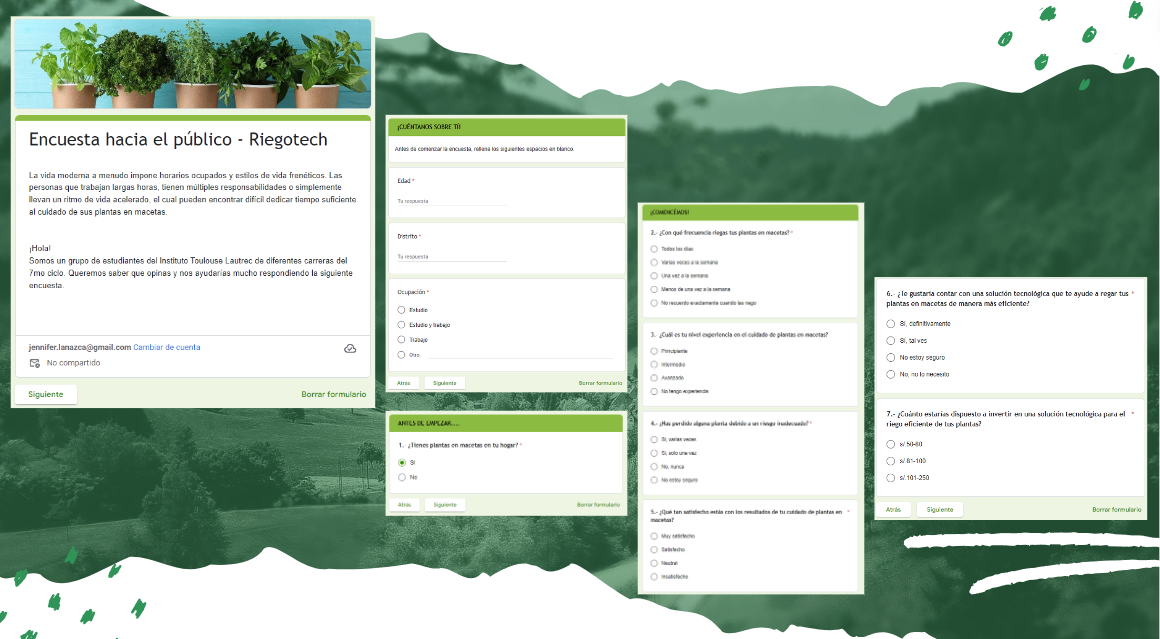 Encuesta hacia el público - Riegotech
La vida moderna a menudo impone horarios ocupados y estilos de vida frenéticos. Las
personas que trabajan largas horas, tienen múltiples responsabilidades o simplemente
llevan un ritmo de vida acelerado, el cual pueden encontrar difícil dedicar tiempo suficiente
al cuidado de sus plantas en macetas.
¡Hola!
Somos un grupo de estudiantes del Instituto Toulouse Lautrec de diferentes carreras del
7mo ciclo. Queremos saber que opinas y nos ayudarías mucho respondiendo la siguiente
encuesta.
jennifer.lanazca@gmail.com Cambiar de cuenta
No compartido
Siguiente Borrar formulario
¡CUÉNTANOS SOBRE TÚ
Antes de comenzar la encuesta, rellena los siguientes espacios en blanco.
Edad *
Tu respuesta
Distrito *
Tu respuesta
Ocupación *
Estudio
Estudio y trabajo
Trabajo
Otro:
Atrás Siguiente Borrar formulario
ANTES DE EMPEZAR....
1. ¿Tienes plantas en macetas en tu hogar? *
Si
No
Atrás Siguiente Borrar formulario
¡COMENCEMOS!
2.- ¿Con qué frecuencia riegas tus plantas en macetas? *
Todos los días
Varias veces a la semana
Una vez a la semana
Menos de una vez a la semana
No recuerdo exactamente cuando las riego
3.- ¿Cuál es tu nivel experiencia en el cuidado de plantas en macetas?
Principiante
Intermedio
Avanzado
No tengo experiencia
4.- ¿Has perdido alguna planta debido a un riego inadecuado? *
Sí, varias veces
Sí, solo una vez
No, nunca
No estoy seguro
5.- ¿Qué tan satisfecho estás con los resultados de tu cuidado de plantas en *
macetas?
Muy satisfecho
Satisfecho
Neutral
Insatisfecho
6.- ¿Te gustaría contar con una solución tecnológica que te ayude a regar tus *
plantas en macetas de manera más eficiente?
Sí, definitivamente
Sí, tal ves
No estoy seguro
No, no lo necesito
7.- ¿Cuánto estarías dispuesto a invertir en una solución tecnológica para el *
riego eficiente de tus plantas?
s/.50-80
s/.81-100
s/.101-250
Atrás Siguiente Borrar formulario